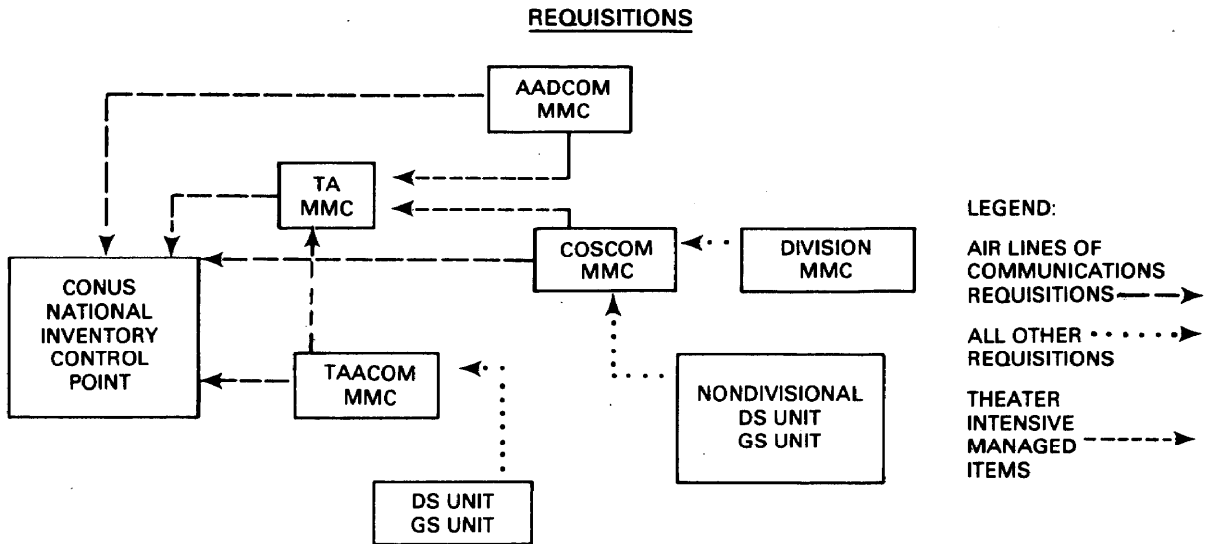 REQUISITIONS
AADCOM
MMC
TA
MMC
COSCOM
MMC
DIVISION
MMC
CONUS
NATIONAL
INVENTORY
CONTROL
POINT
TAACOM
MMC
NONDIVISIONAL
DS UNIT
GS UNIT
DS UNIT
GS UNIT
LEGEND:
AIR LINES OF
COMMUNICATIONS
REQUISITIONS
ALL OTHER
REQUISITIONS
THEATER
INTENSIVE
MANAGED
ITEMS